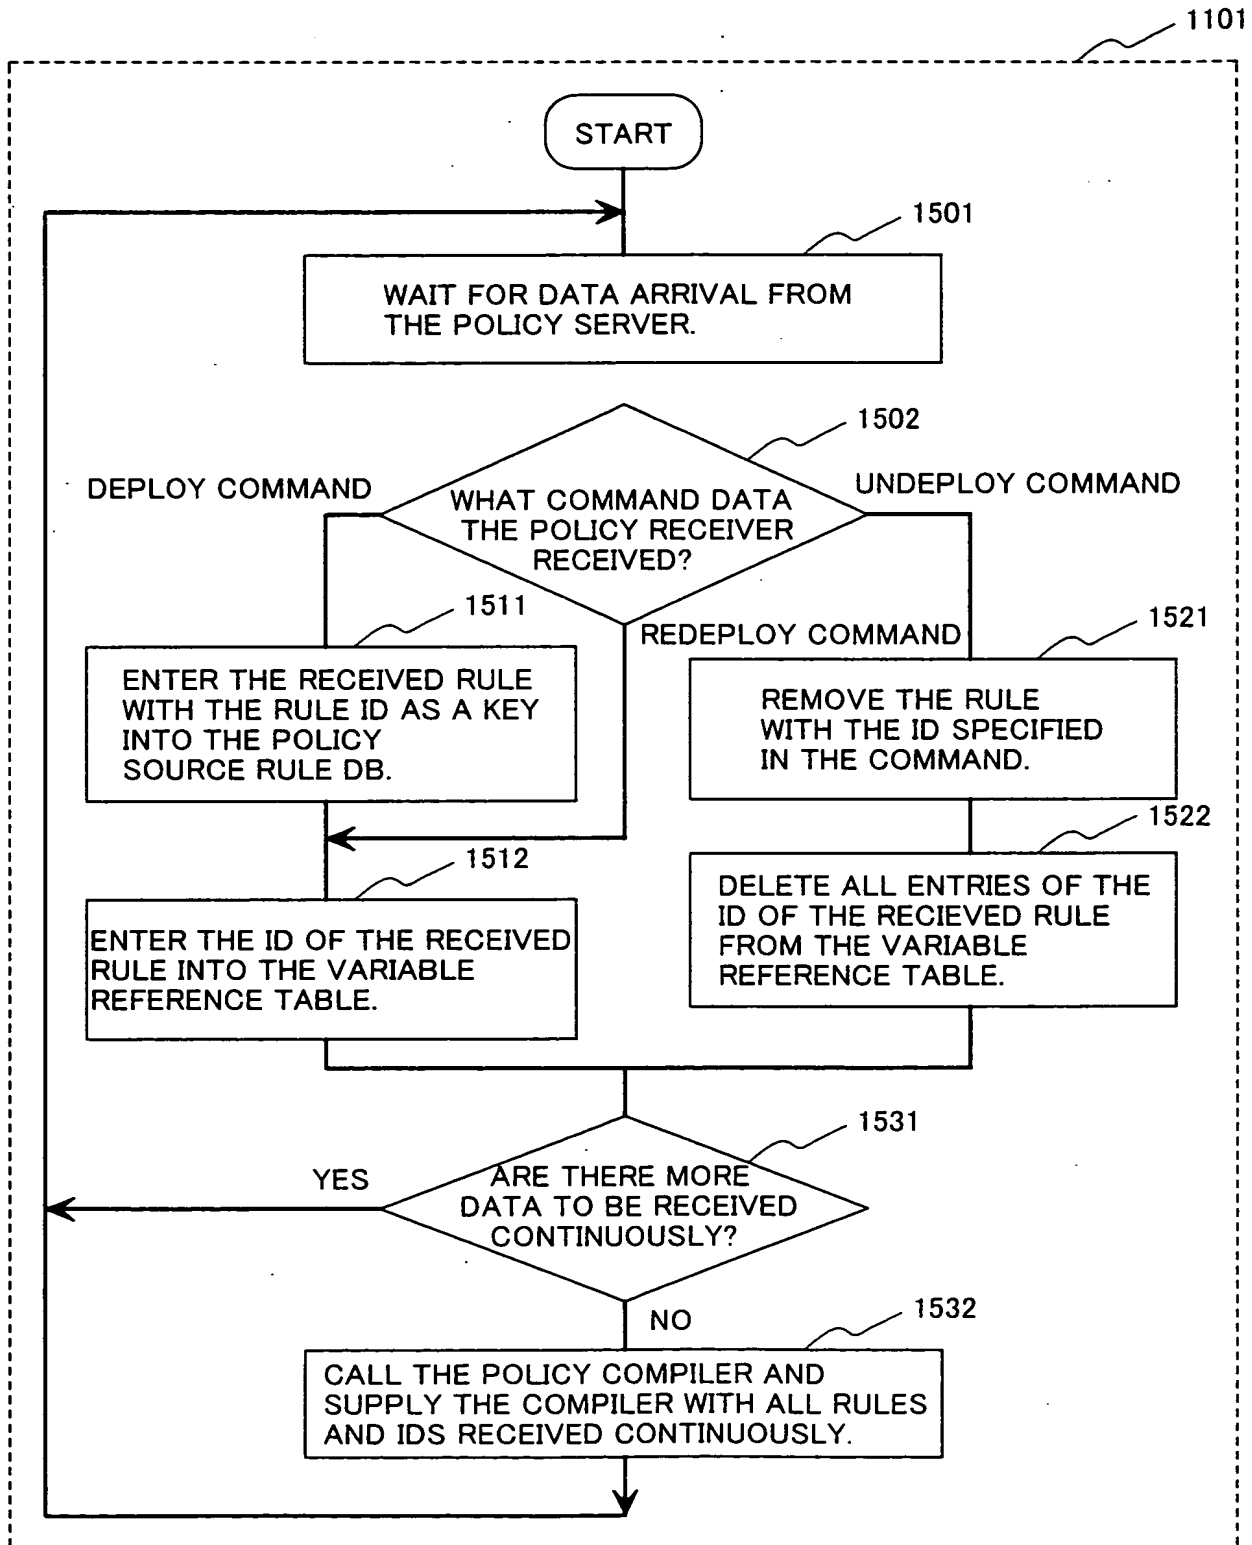 1101
START
1501
WAIT FOR DATA ARRIVAL FROM
THE POLICY SERVER.
1502
DEPLOY COMMAND
UNDEPLOY COMMAND
WHAT COMMAND DATA
THE POLICY RECEIVER
RECEIVED?
REDEPLOY COMMAND
1511
ENTER THE RECEIVED RULE
WITH THE RULE ID AS A KEY
INTO THE POLICY
SOURCE RULE DB.
1521
REMOVE THE RULE
WITH THE ID SPECIFIED
IN THE COMMAND.
1512
ENTER THE ID OF THE RECEIVED
RULE INTO THE VARIABLE
REFERENCE TABLE.
1522
DELETE ALL ENTRIES OF THE
ID OF THE RECIEVED RULE
FROM THE VARIABLE
REFERENCE TABLE.
1531
YES
ARE THERE MORE
DATA TO BE RECEIVED
CONTINUOUSLY?
NO
1532
CALL THE POLICY COMPILER AND
SUPPLY THE COMPILER WITH ALL RULES
AND IDS RECEIVED CONTINUOUSLY.